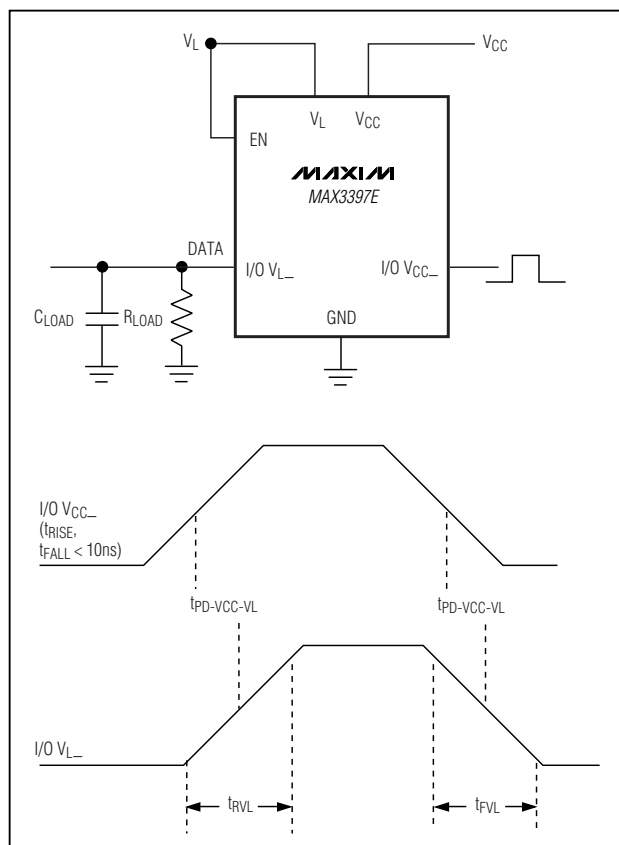 VL
VCC
VL VCC
EN
MAXIM
MAX3397E
DATA
I/O VL_
I/O VCC_
CLOAD
RLOAD
GND
I/O VCC_
(tRISE,
tFALL < 10ns)
tPD-VCC-VL
tPD-VCC-VL
I/O VL_
tRVL
tFVL